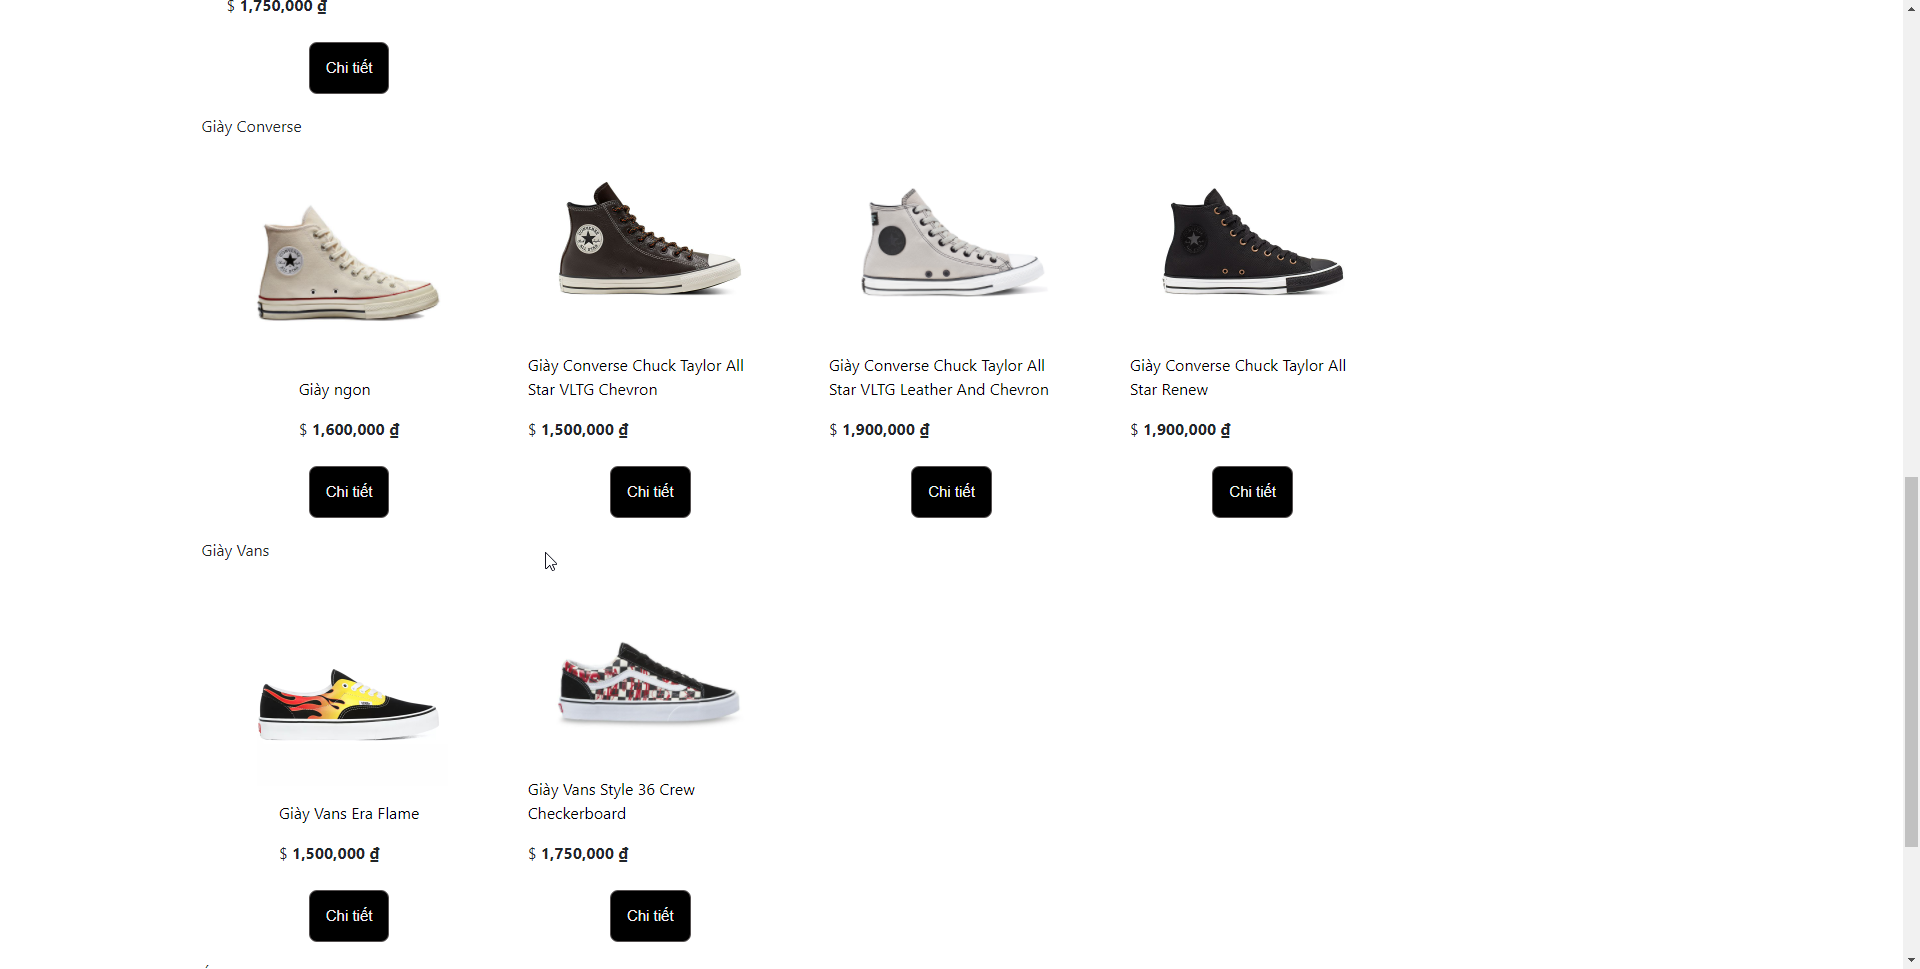 $ 1,750,000 ₫
Chi tiết
Giày Converse
Giày ngon
$ 1,600,000 ₫
Chi tiết
Giày Converse Chuck Taylor All
Star VLTG Chevron
$ 1,500,000 ₫
Chi tiết
Giày Converse Chuck Taylor All
Star VLTG Leather And Chevron
$ 1,900,000 ₫
Chi tiết
Giày Converse Chuck Taylor All
Star Renew
$ 1,900,000 ₫
Chi tiết
Giày Vans
Giày Vans Era Flame
$ 1,500,000 ₫
Chi tiết
Giày Vans Style 36 Crew
Checkerboard
$ 1,750,000 ₫
Chi tiết